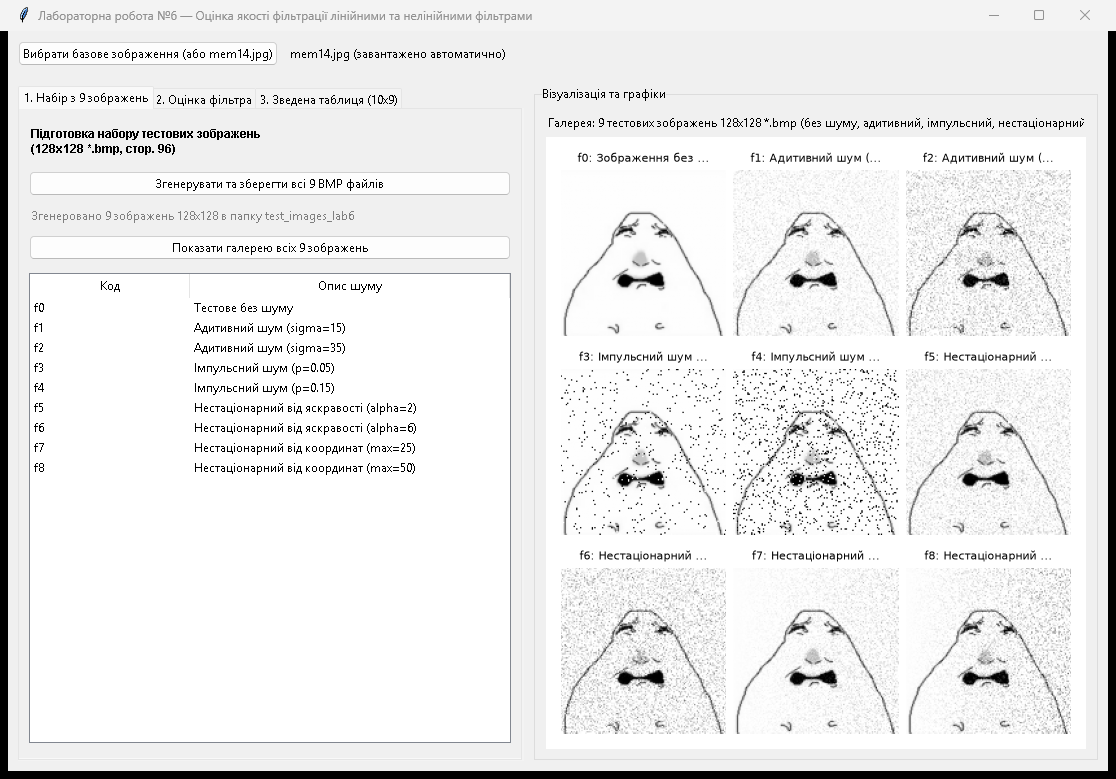 Лабораторна робота №6 — Оцінка якості фільтрації лінійними та нелінійними фільтрами
Вибрати базове зображення (або mem14.jpg)
mem14.jpg (завантажено автоматично)
1. Набір з 9 зображень
2. Оцінка фільтра
3. Зведена таблиця (10x9)
Підготовка набору тестових зображень
(128x128 *.bmp, стор. 96)
Згенерувати та зберегти всі 9 BMP файлів
Згенеровано 9 зображень 128x128 в папку test_images_lab6
Показати галерею всіх 9 зображень
Код Опис шуму
f0 Тестове без шуму
f1 Адитивний шум (sigma=15)
f2 Адитивний шум (sigma=35)
f3 Імпульсний шум (p=0.05)
f4 Імпульсний шум (p=0.15)
f5 Нестаціонарний від яскравості (alpha=2)
f6 Нестаціонарний від яскравості (alpha=6)
f7 Нестаціонарний від координат (max=25)
f8 Нестаціонарний від координат (max=50)
Візуалізація та графіки
Галерея: 9 тестових зображень 128x128 *.bmp (без шуму, адитивний, імпульсний, нестаціонарний
f0: Зображення без ...
f1: Адитивний шум (...
f2: Адитивний шум (...
f3: Імпульсний шум ...
f4: Імпульсний шум ...
f5: Нестаціонарний ...
f6: Нестаціонарний ...
f7: Нестаціонарний ...
f8: Нестаціонарний ...